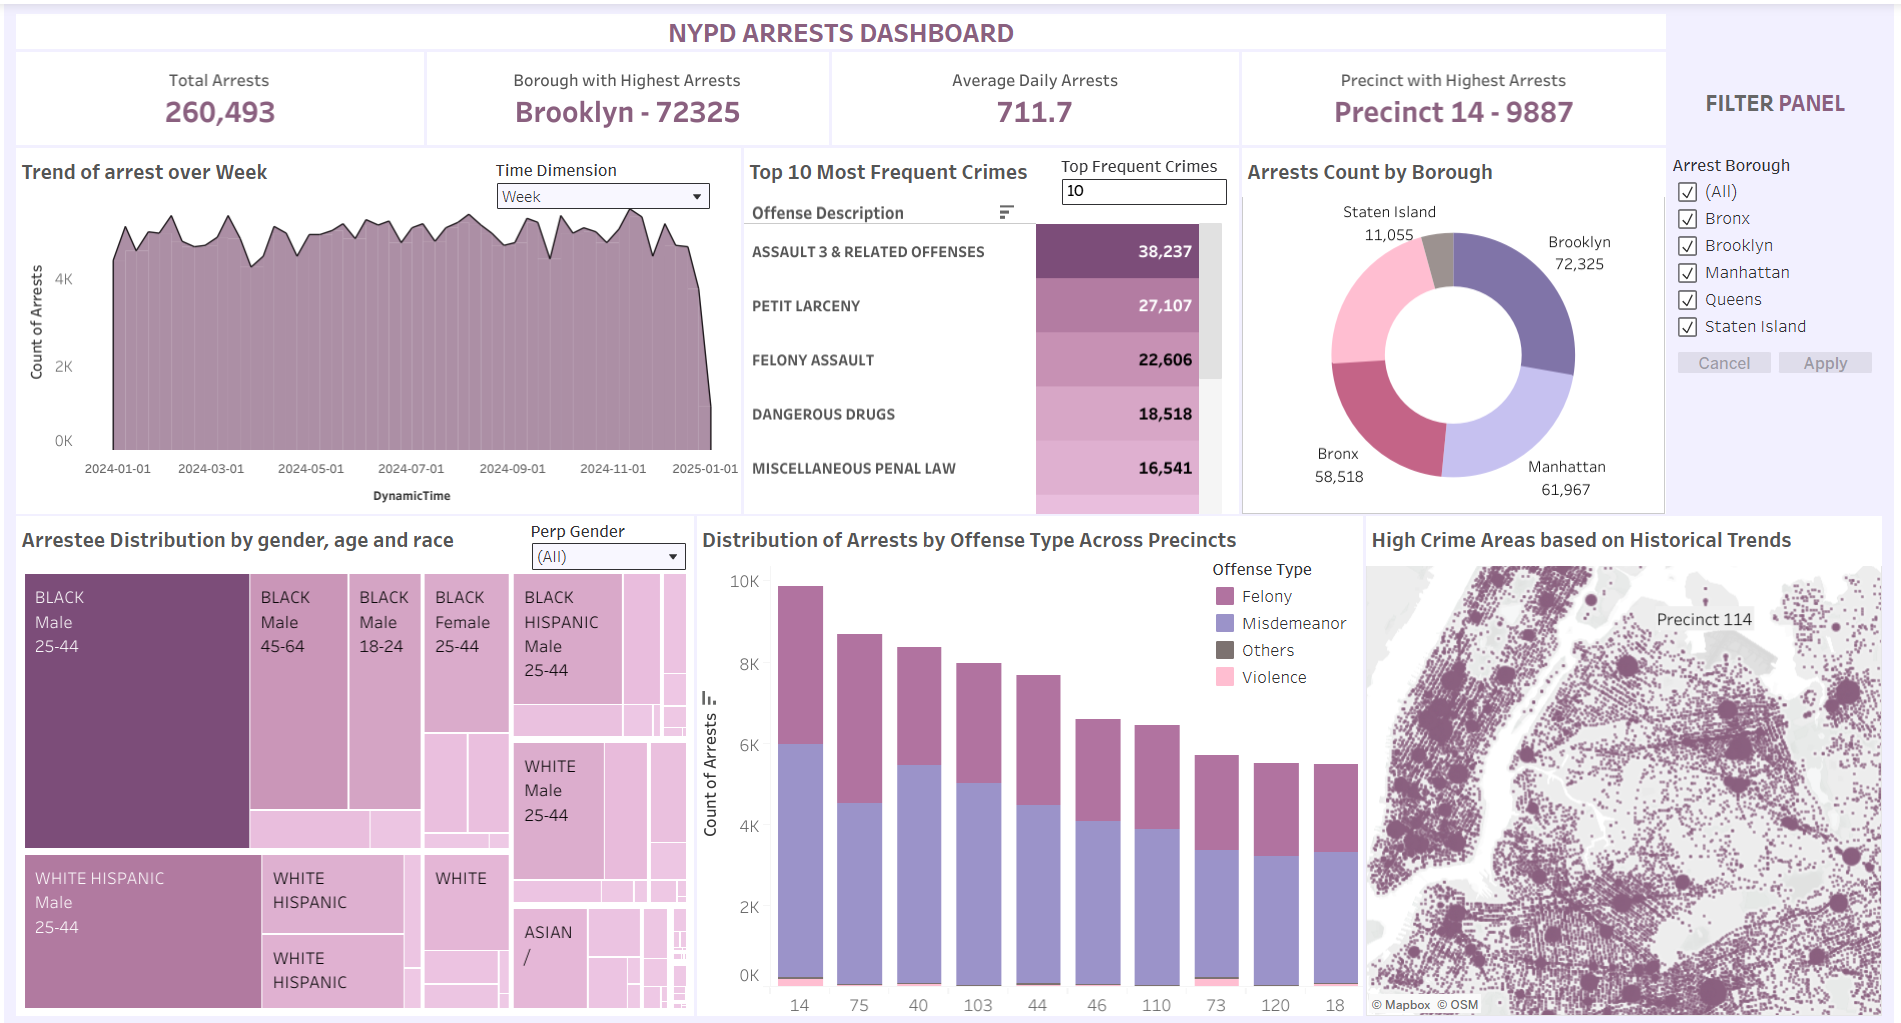 NYPD ARRESTS DASHBOARD
Total Arrests
260,493
Borough with Highest Arrests
Brooklyn - 72325
Average Daily Arrests
711.7
Precinct with Highest Arrests
Precinct 14 - 9887
FILTER PANEL
Arrest Borough
(All)
Bronx
Brooklyn
Manhattan
Queens
Staten Island
Cancel
Apply
Trend of arrest over Week
Time Dimension
Week
Count of Arrests
4K
2K
0K
2024-01-01
2024-03-01
2024-05-01
2024-07-01
2024-09-01
2024-11-01
2025-01-01
DynamicTime
Top 10 Most Frequent Crimes
Top Frequent Crimes
10
Offense Description
ASSAULT 3 & RELATED OFFENSES
38,237
PETIT LARCENY
27,107
FELONY ASSAULT
22,606
DANGEROUS DRUGS
18,518
MISCELLANEOUS PENAL LAW
16,541
Arrests Count by Borough
Staten Island
11,055
Brooklyn
72,325
Bronx
58,518
Manhattan
61,967
Arrestee Distribution by gender, age and race
Perp Gender
(All)
BLACK
Male
25-44
BLACK
Male
45-64
BLACK
Male
18-24
BLACK
Female
25-44
BLACK
HISPANIC
Male
25-44
WHITE
Male
25-44
WHITE HISPANIC
Male
25-44
WHITE
HISPANIC
WHITE
HISPANIC
WHITE
ASIAN
/
Distribution of Arrests by Offense Type Across Precincts
Offense Type
Felony
Misdemeanor
Others
Violence
Count of Arrests
10K
8K
6K
4K
2K
0K
14
75
40
103
44
46
110
73
120
18
High Crime Areas based on Historical Trends
Precinct 114
© Mapbox © OSM